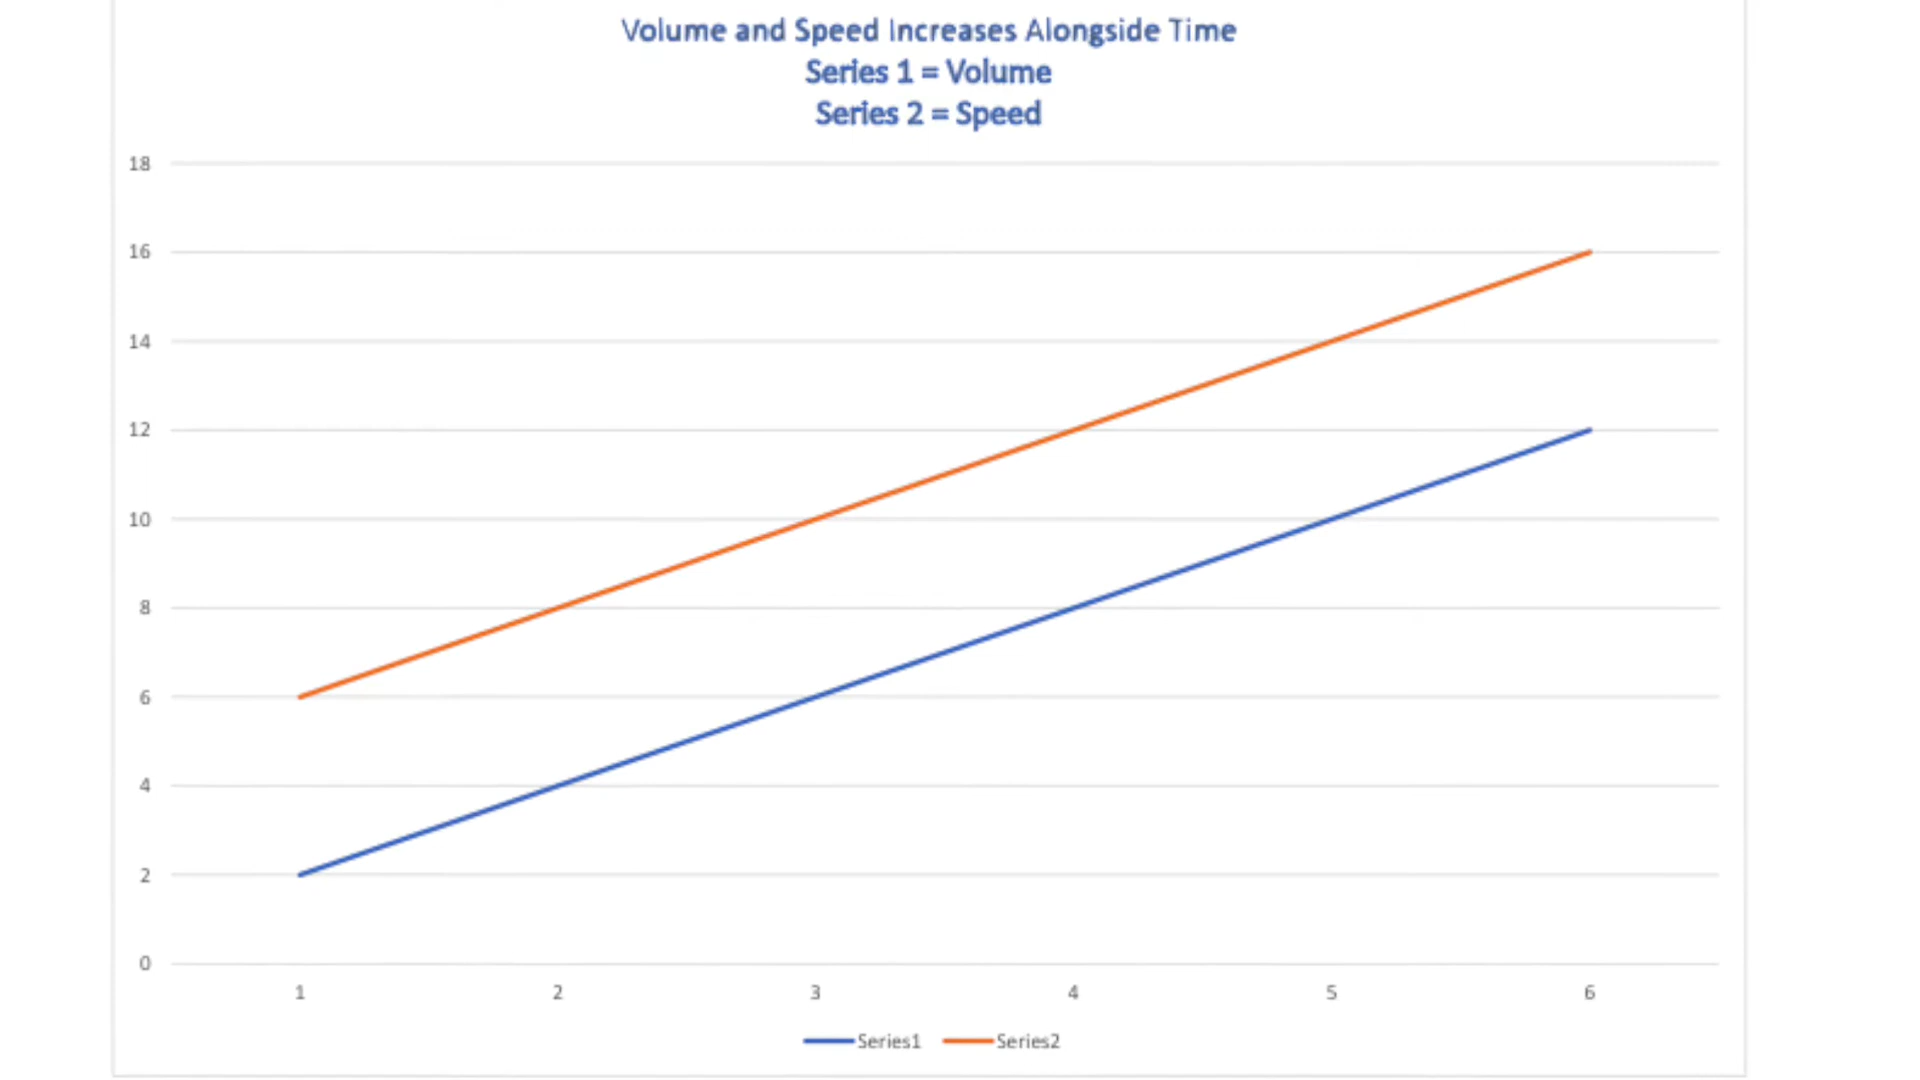 Volume and Speed Increases Alongside Time
Series 1 = Volume
Series 2 = Speed
18
16
14
12
10
8
6
4
2
0
1 2 3 4 5 6
Series1 Series2